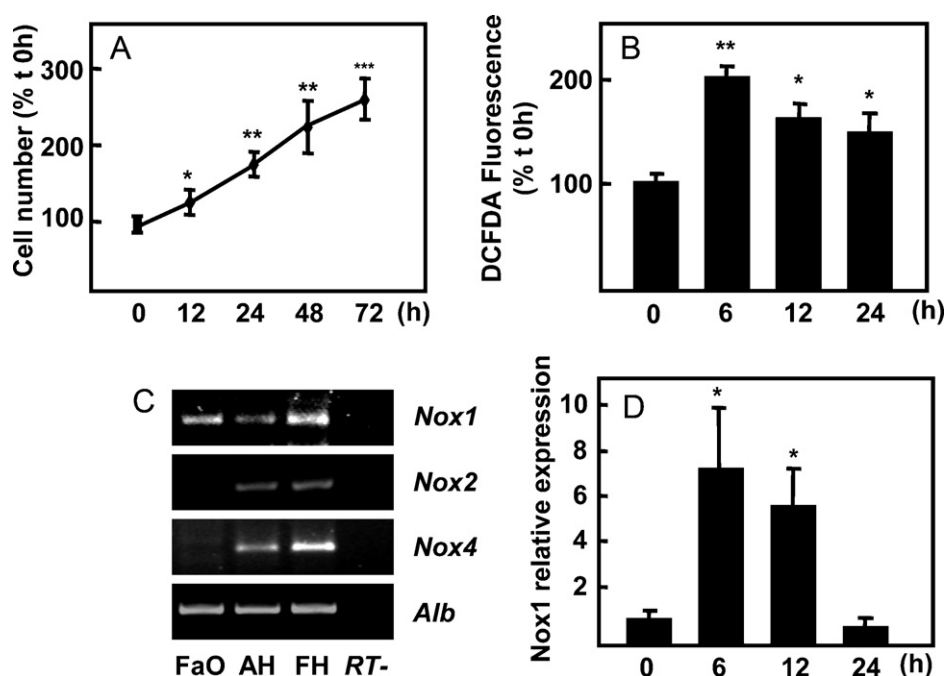 A
Cell number (% t 0h)
300
200
100
*
**
**
***
0 12 24 48 72 (h)
B
DCFDA Fluorescence
(% t 0h)
200
100
**
*
*
0 6 12 24 (h)
C
Nox1
Nox2
Nox4
Alb
FaO AH FH RT-
D
Nox1 relative expression
10
8
6
4
2
*
*
0 6 12 24 (h)